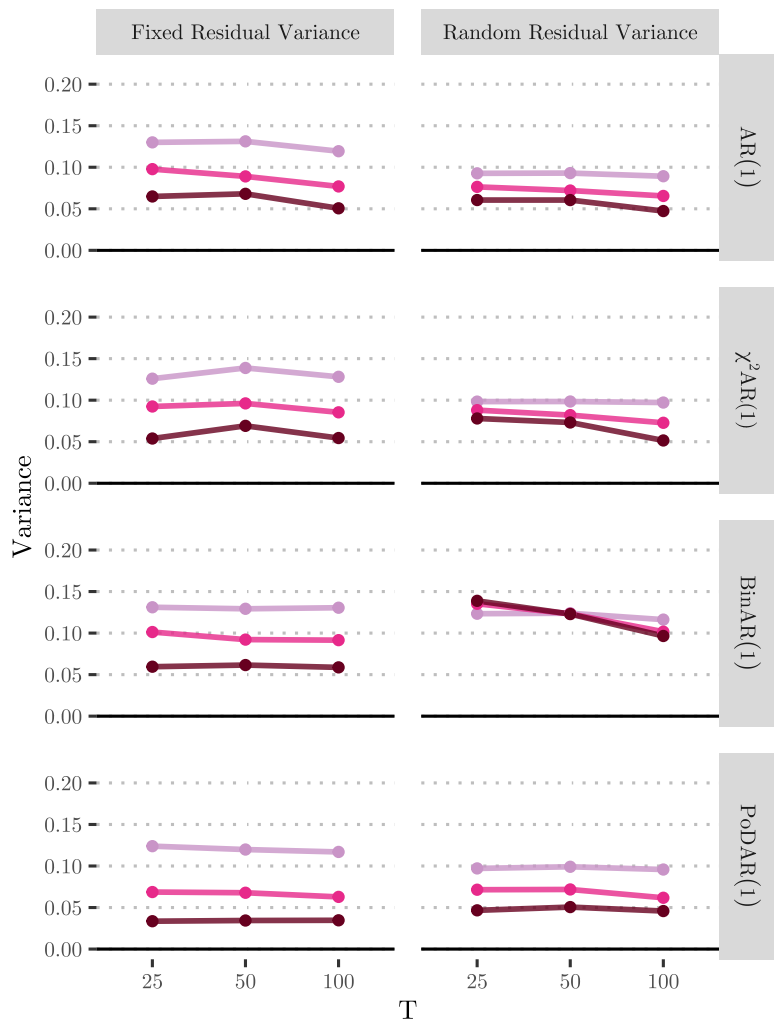 Fixed Residual Variance
Random Residual Variance
0.20
0.15
0.10
0.05
0.00
AR(1)
0.20
0.15
0.10
0.05
0.00
χ²AR(1)
Variance
0.20
0.15
0.10
0.05
0.00
BinAR(1)
0.20
0.15
0.10
0.05
0.00
PoDAR(1)
25 50 100 25 50 100
T